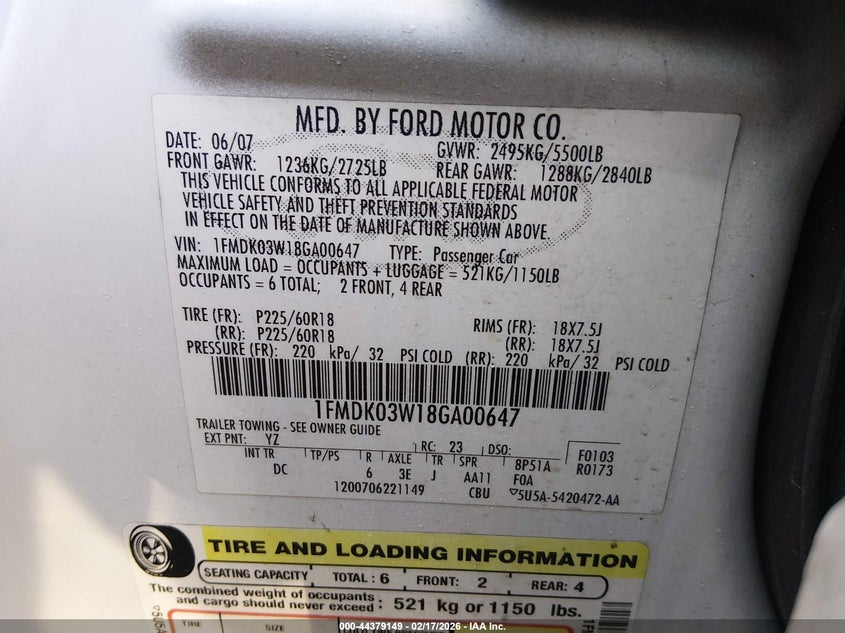 MFD. BY FORD MOTOR CO.
DATE: 06/07 GVWR: 2495KG/5500LB
FRONT GAWR: 1236KG/2725LB REAR GAWR: 1288KG/2840LB
THIS VEHICLE CONFORMS TO ALL APPLICABLE FEDERAL MOTOR
VEHICLE SAFETY AND THEFT PREVENTION STANDARDS
IN EFFECT ON THE DATE OF MANUFACTURE SHOWN ABOVE.
VIN: 1FMDK03W18GA00647 TYPE: Passenger Car
MAXIMUM LOAD = OCCUPANTS + LUGGAGE = 521KG/1150LB
OCCUPANTS = 6 TOTAL; 2 FRONT, 4 REAR
TIRE (FR): P225/60R18 RIMS (FR): 18X7.5J
(RR): P225/60R18 (RR): 18X7.5J
PRESSURE (FR): 220 kPa/ 32 PSI COLD (RR): 220 kPa/ 32 PSI COLD
1FMDK03W18GA00647
TRAILER TOWING - SEE OWNER GUIDE
EXT PNT: YZ RC: 23 DSO: F0103
INT TR TP/PS R AXLE TR SPR 8P51A R0173
DC 6 3E J AA11 FOA
1200706221149 CBU 5U5A-5420472-AA
TIRE AND LOADING INFORMATION
SEATING CAPACITY TOTAL : 6 FRONT: 2 REAR: 4
The combined weight of occupants
and cargo should never exceed : 521 kg or 1150 lbs.
TIRE SIZE
000-44379149 - 02/17/2026 - IAA Inc.